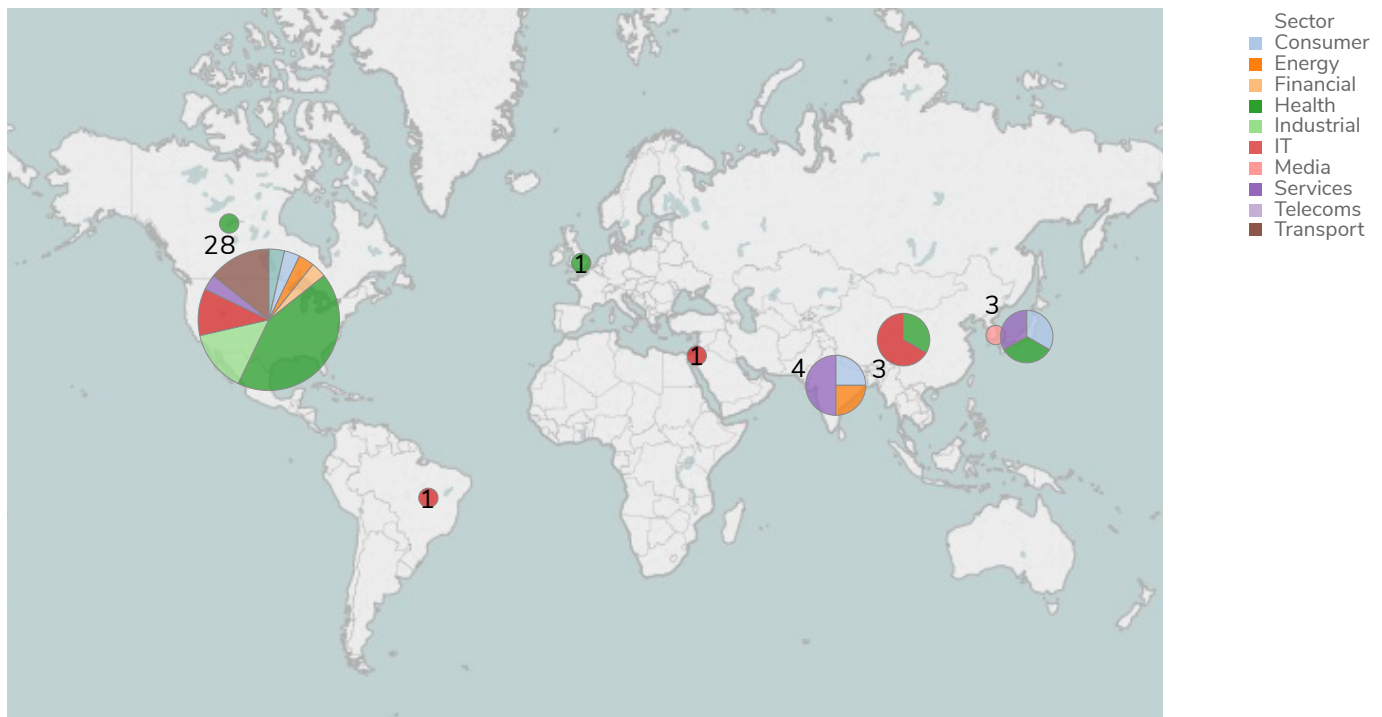 Sector
Consumer
Energy
Financial
Health
Industrial
IT
Media
Services
Telecoms
Transport
28
1
3
1
4
3
1